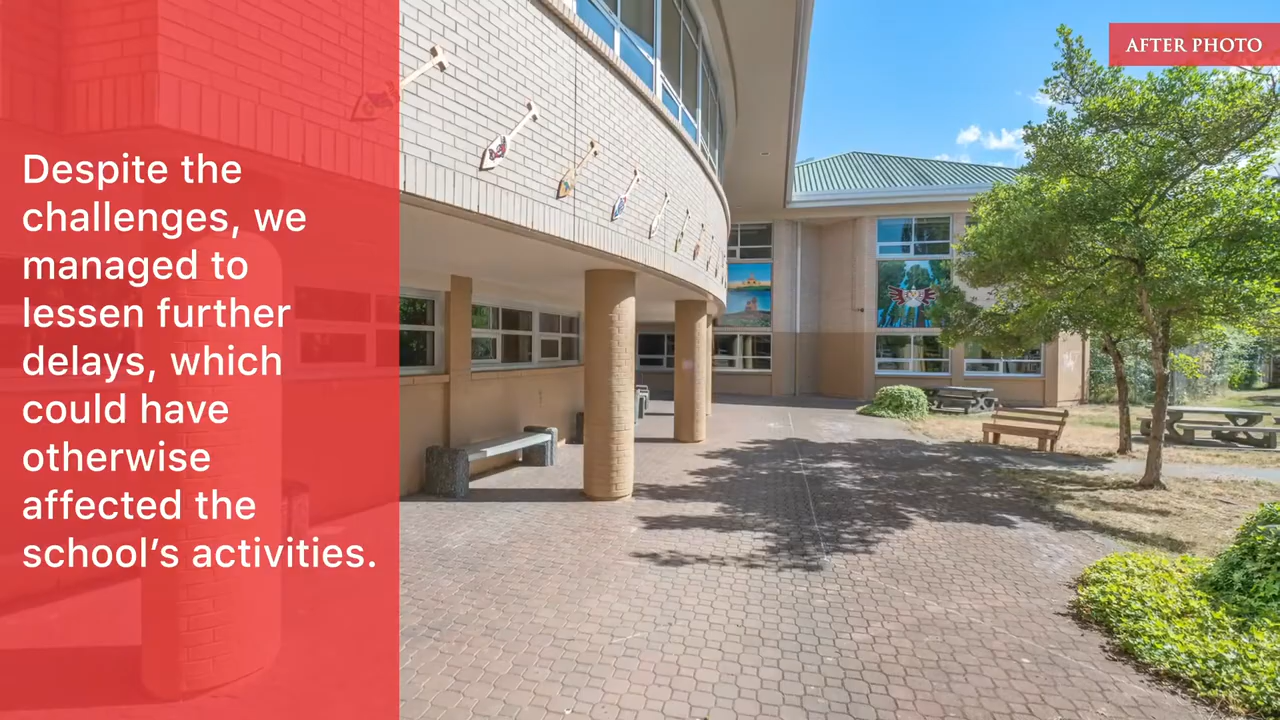 AFTER PHOTO
Despite the
challenges, we
managed to
lessen further
delays, which
could have
otherwise
affected the
school's activities.